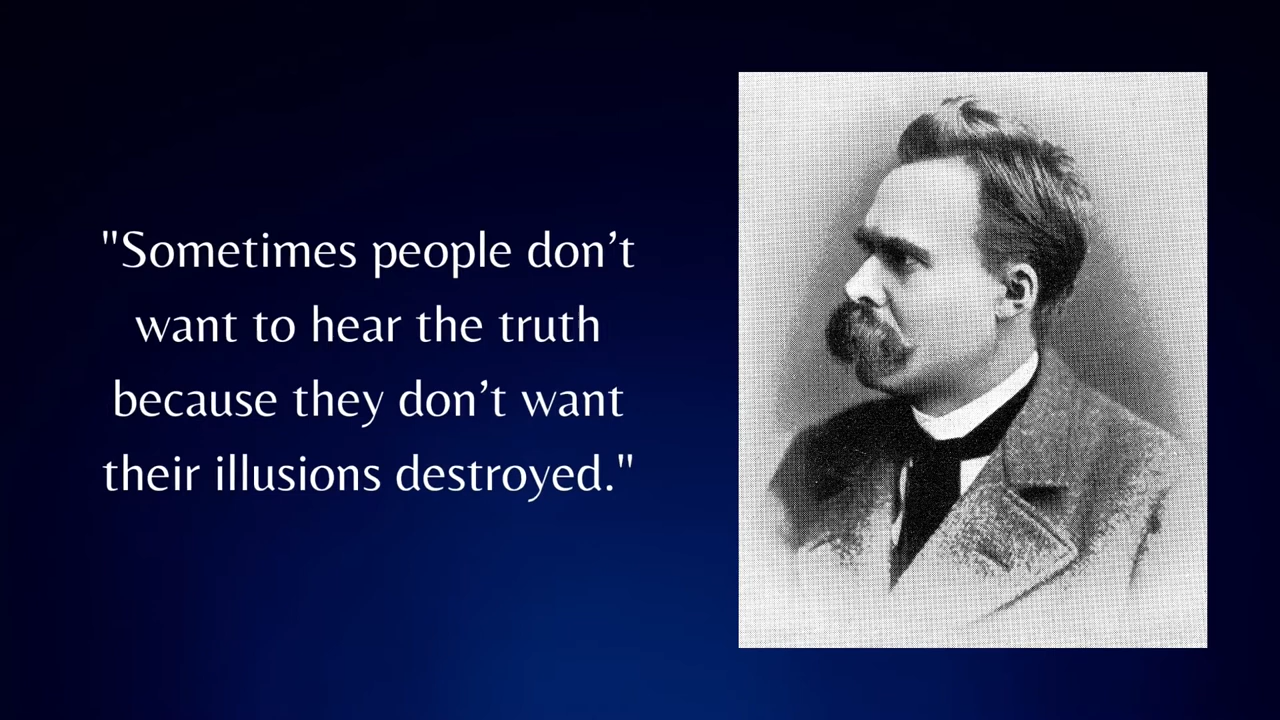 "Sometimes people don’t
want to hear the truth
because they don’t want
their illusions destroyed."